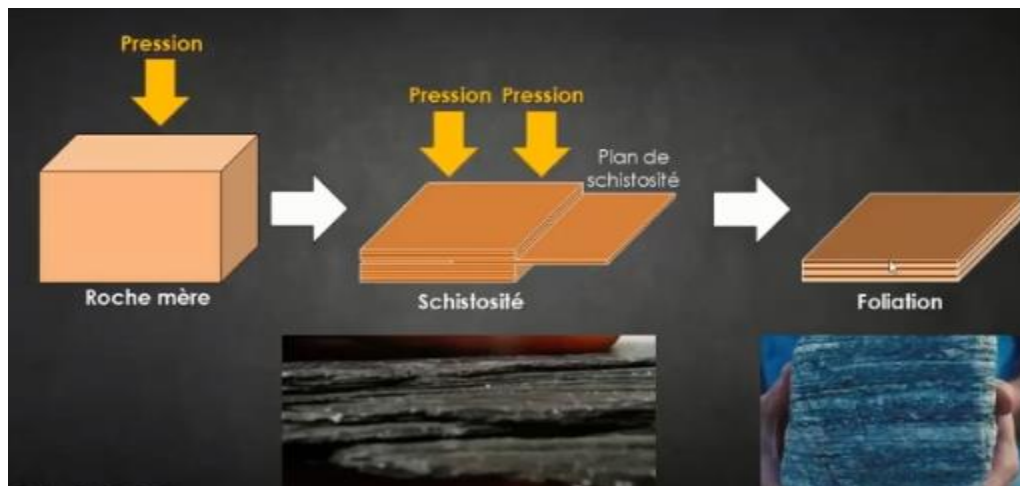 Pression
Pression Pression
Plan de
schistosité
Roche mère
Schistosité
Foliation